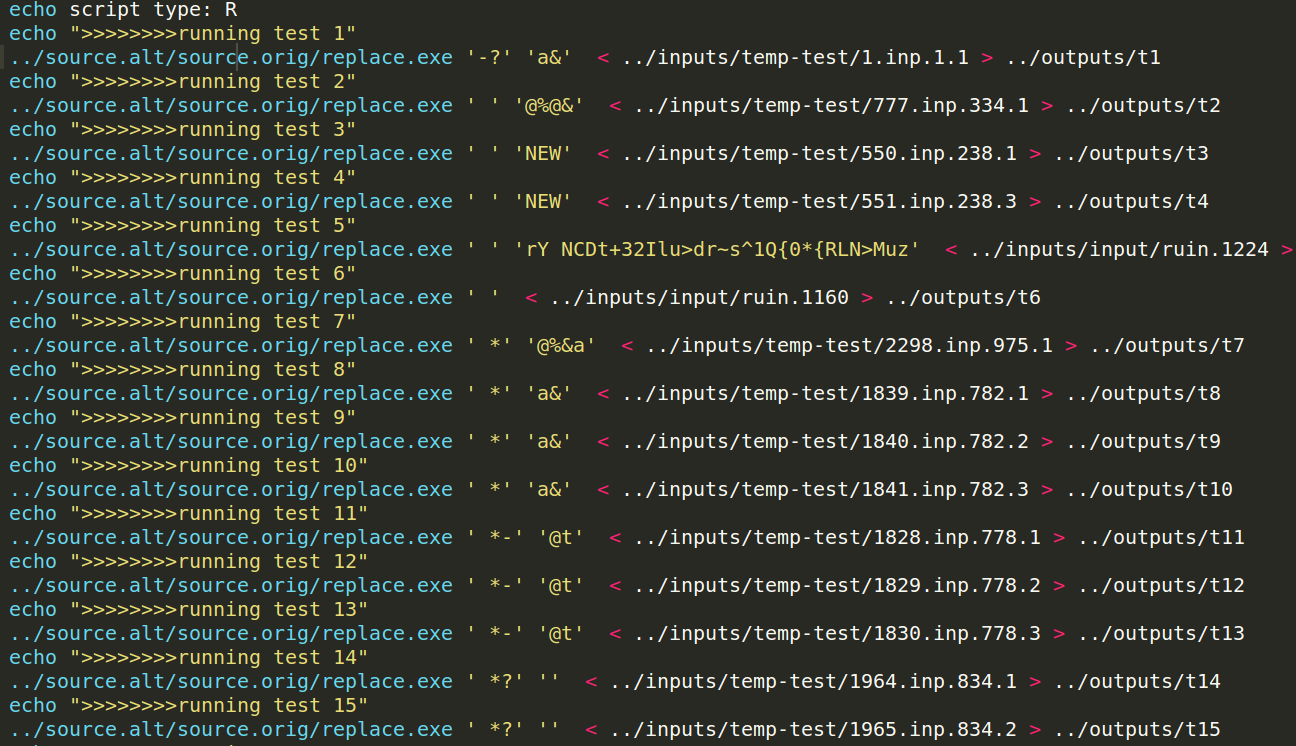 echo script type: R
echo ">>>>>>>>running test 1"
../source.alt/source.orig/replace.exe '-?' 'a&'  < ../inputs/temp-test/1.inp.1.1 > ../outputs/t1
echo ">>>>>>>>running test 2"
../source.alt/source.orig/replace.exe ' ' '@%@&'  < ../inputs/temp-test/777.inp.334.1 > ../outputs/t2
echo ">>>>>>>>running test 3"
../source.alt/source.orig/replace.exe ' ' 'NEW'  < ../inputs/temp-test/550.inp.238.1 > ../outputs/t3
echo ">>>>>>>>running test 4"
../source.alt/source.orig/replace.exe ' ' 'NEW'  < ../inputs/temp-test/551.inp.238.3 > ../outputs/t4
echo ">>>>>>>>running test 5"
../source.alt/source.orig/replace.exe ' ' 'rY NCDt+32Ilu>dr~s^1Q{0*{RLN>Muz'  < ../inputs/input/ruin.1224 >
echo ">>>>>>>>running test 6"
../source.alt/source.orig/replace.exe ' '  < ../inputs/input/ruin.1160 > ../outputs/t6
echo ">>>>>>>>running test 7"
../source.alt/source.orig/replace.exe ' *' '@%&a'  < ../inputs/temp-test/2298.inp.975.1 > ../outputs/t7
echo ">>>>>>>>running test 8"
../source.alt/source.orig/replace.exe ' *' 'a&'  < ../inputs/temp-test/1839.inp.782.1 > ../outputs/t8
echo ">>>>>>>>running test 9"
../source.alt/source.orig/replace.exe ' *' 'a&'  < ../inputs/temp-test/1840.inp.782.2 > ../outputs/t9
echo ">>>>>>>>running test 10"
../source.alt/source.orig/replace.exe ' *' 'a&'  < ../inputs/temp-test/1841.inp.782.3 > ../outputs/t10
echo ">>>>>>>>running test 11"
../source.alt/source.orig/replace.exe ' *-' '@t'  < ../inputs/temp-test/1828.inp.778.1 > ../outputs/t11
echo ">>>>>>>>running test 12"
../source.alt/source.orig/replace.exe ' *-' '@t'  < ../inputs/temp-test/1829.inp.778.2 > ../outputs/t12
echo ">>>>>>>>running test 13"
../source.alt/source.orig/replace.exe ' *-' '@t'  < ../inputs/temp-test/1830.inp.778.3 > ../outputs/t13
echo ">>>>>>>>running test 14"
../source.alt/source.orig/replace.exe ' *?' ''  < ../inputs/temp-test/1964.inp.834.1 > ../outputs/t14
echo ">>>>>>>>running test 15"
../source.alt/source.orig/replace.exe ' *?' ''  < ../inputs/temp-test/1965.inp.834.2 > ../outputs/t15